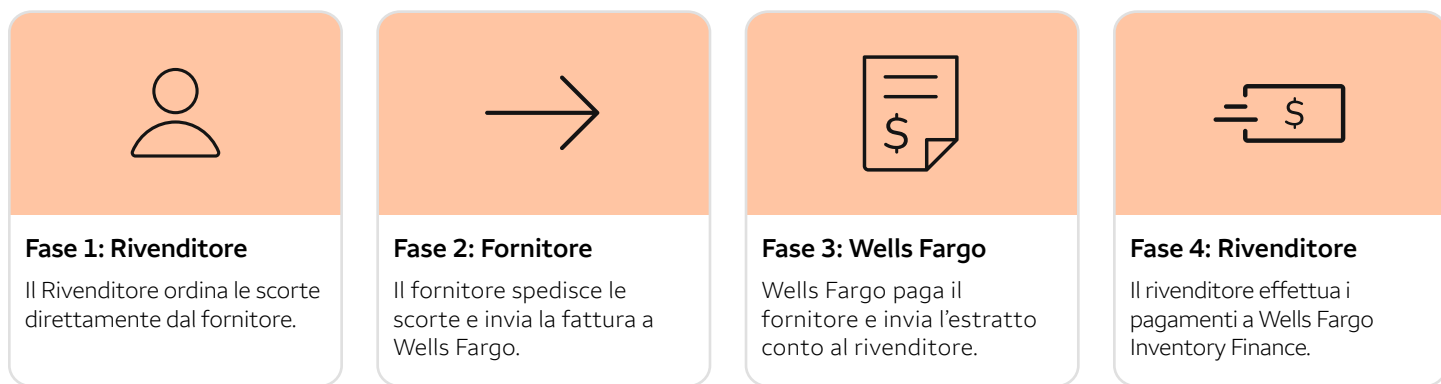 $
$
Fase 1: Rivenditore
Il Rivenditore ordina le scorte
direttamente dal fornitore.
Fase 2: Fornitore
Il fornitore spedisce le
scorte e invia la fattura a
Wells Fargo.
Fase 3: Wells Fargo
Wells Fargo paga il
fornitore e invia l'estratto
conto al rivenditore.
Fase 4: Rivenditore
Il rivenditore effettua i
pagamenti a Wells Fargo
Inventory Finance.